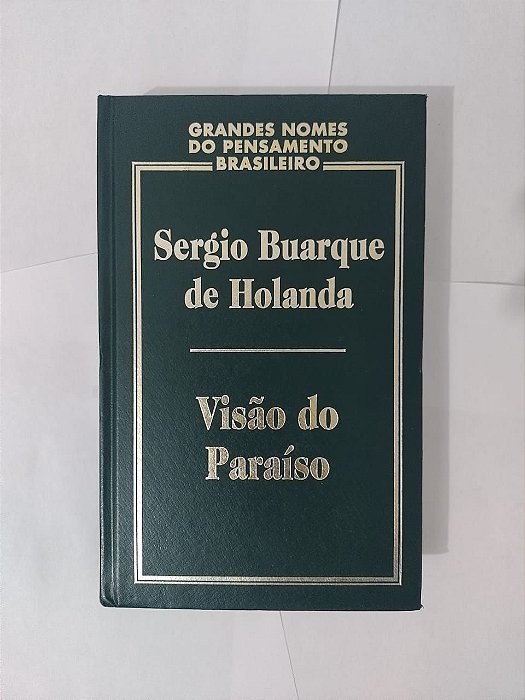 GRANDES NOMES
DO PENSAMENTO
BRASILEIRO
Sergio Buarque
de Holanda
Visão do
Paraíso